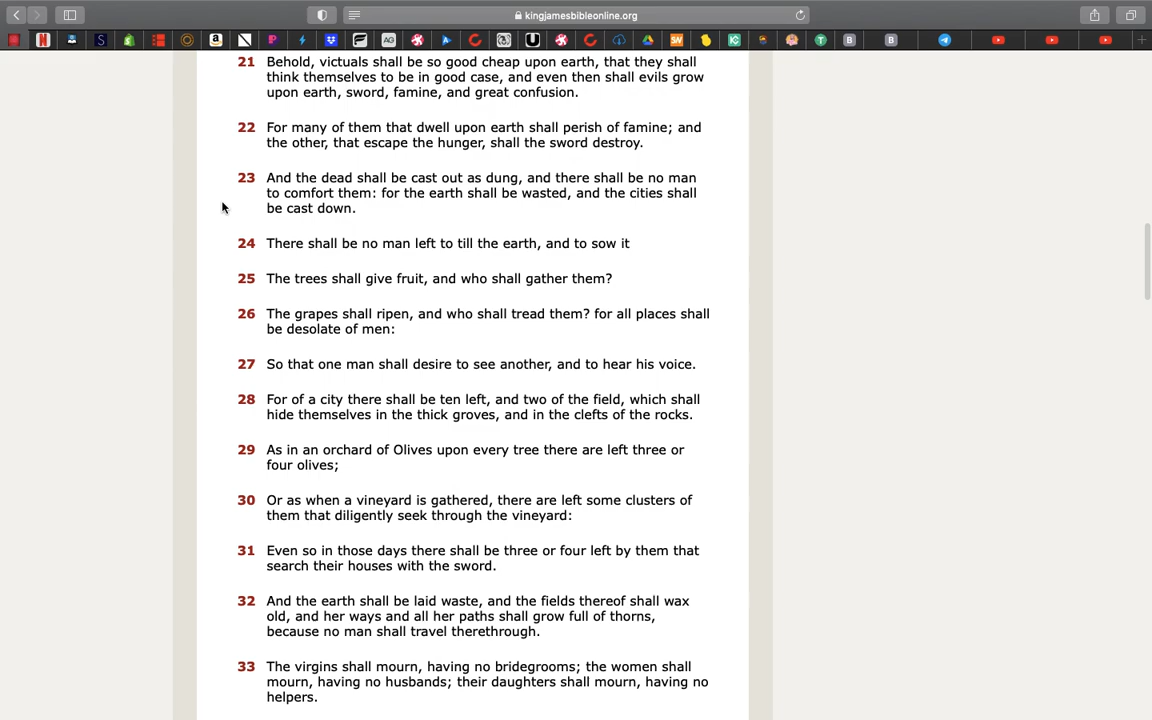 kingjamesbibleonline.org
21 Behold, victuals shall be so good cheap upon earth, that they shall
think themselves to be in good case, and even then shall evils grow
upon earth, sword, famine, and great confusion.
22 For many of them that dwell upon earth shall perish of famine; and
the other, that escape the hunger, shall the sword destroy.
23 And the dead shall be cast out as dung, and there shall be no man
to comfort them: for the earth shall be wasted, and the cities shall
be cast down.
24 There shall be no man left to till the earth, and to sow it
25 The trees shall give fruit, and who shall gather them?
26 The grapes shall ripen, and who shall tread them? for all places shall
be desolate of men:
27 So that one man shall desire to see another, and to hear his voice.
28 For of a city there shall be ten left, and two of the field, which shall
hide themselves in the thick groves, and in the clefts of the rocks.
29 As in an orchard of Olives upon every tree there are left three or
four olives;
30 Or as when a vineyard is gathered, there are left some clusters of
them that diligently seek through the vineyard:
31 Even so in those days there shall be three or four left by them that
search their houses with the sword.
32 And the earth shall be laid waste, and the fields thereof shall wax
old, and her ways and all her paths shall grow full of thorns,
because no man shall travel therethrough.
33 The virgins shall mourn, having no bridegrooms; the women shall
mourn, having no husbands; their daughters shall mourn, having no
helpers.